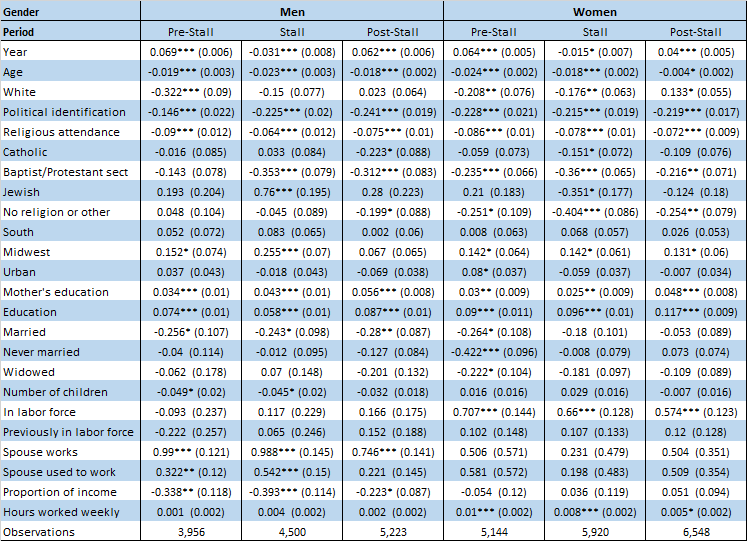 Gender Men Women
Period Pre-Stall Stall Post-Stall Pre-Stall Stall Post-Stall
Year 0.069*** (0.006) -0.031*** (0.008) 0.062*** (0.006) 0.064*** (0.005) -0.015* (0.007) 0.04*** (0.005)
Age -0.019*** (0.003) -0.023*** (0.003) -0.018*** (0.002) -0.024*** (0.002) -0.018*** (0.002) -0.004* (0.002)
White -0.322*** (0.09) -0.15 (0.077) 0.023 (0.064) -0.208** (0.076) -0.176** (0.063) 0.133* (0.055)
Political identification -0.146*** (0.022) -0.225*** (0.02) -0.241*** (0.019) -0.228*** (0.021) -0.215*** (0.019) -0.219*** (0.017)
Religious attendance -0.09*** (0.012) -0.064*** (0.012) -0.075*** (0.01) -0.086*** (0.01) -0.078*** (0.01) -0.072*** (0.009)
Catholic -0.016 (0.085) 0.033 (0.084) -0.223* (0.088) -0.059 (0.073) -0.151* (0.072) -0.109 (0.076)
Baptist/Protestant sect -0.143 (0.078) -0.353*** (0.079) -0.312*** (0.083) -0.235*** (0.066) -0.36*** (0.065) -0.216** (0.071)
Jewish 0.193 (0.204) 0.76*** (0.195) 0.28 (0.223) 0.21 (0.183) -0.351* (0.177) -0.124 (0.18)
No religion or other 0.048 (0.104) -0.045 (0.089) -0.199* (0.088) -0.251* (0.109) -0.404*** (0.086) -0.254** (0.079)
South 0.052 (0.072) 0.083 (0.065) 0.002 (0.06) 0.008 (0.063) 0.068 (0.057) 0.026 (0.053)
Midwest 0.152* (0.074) 0.255*** (0.07) 0.067 (0.065) 0.142* (0.064) 0.142* (0.061) 0.131* (0.06)
Urban 0.037 (0.043) -0.018 (0.043) -0.069 (0.038) 0.08* (0.037) -0.059 (0.037) -0.007 (0.034)
Mother's education 0.034*** (0.01) 0.043*** (0.01) 0.056*** (0.008) 0.03** (0.009) 0.025** (0.009) 0.048*** (0.008)
Education 0.074*** (0.01) 0.058*** (0.01) 0.087*** (0.01) 0.09*** (0.011) 0.096*** (0.01) 0.117*** (0.009)
Married -0.256* (0.107) -0.243* (0.098) -0.28** (0.087) -0.264* (0.108) -0.18 (0.101) -0.053 (0.089)
Never married -0.04 (0.114) -0.012 (0.095) -0.127 (0.084) -0.422*** (0.096) -0.008 (0.079) 0.073 (0.074)
Widowed -0.062 (0.178) 0.07 (0.148) -0.201 (0.132) -0.222* (0.104) -0.181 (0.097) -0.109 (0.089)
Number of children -0.049* (0.02) -0.045* (0.02) -0.032 (0.018) 0.016 (0.016) 0.029 (0.016) -0.007 (0.016)
In labor force -0.093 (0.237) 0.117 (0.229) 0.166 (0.175) 0.707*** (0.144) 0.66*** (0.128) 0.574*** (0.123)
Previously in labor force -0.222 (0.257) 0.065 (0.246) 0.152 (0.188) 0.102 (0.148) 0.107 (0.133) 0.12 (0.128)
Spouse works 0.99*** (0.121) 0.988*** (0.145) 0.746*** (0.141) 0.506 (0.571) 0.231 (0.479) 0.504 (0.351)
Spouse used to work 0.322** (0.12) 0.542*** (0.15) 0.221 (0.145) 0.581 (0.572) 0.198 (0.483) 0.509 (0.354)
Proportion of income -0.338** (0.118) -0.393*** (0.114) -0.223* (0.087) -0.054 (0.12) 0.036 (0.119) 0.051 (0.094)
Hours worked weekly 0.001 (0.002) 0.004 (0.002) 0.002 (0.002) 0.01*** (0.002) 0.008*** (0.002) 0.005* (0.002)
Observations 3,956 4,500 5,223 5,144 5,920 6,548